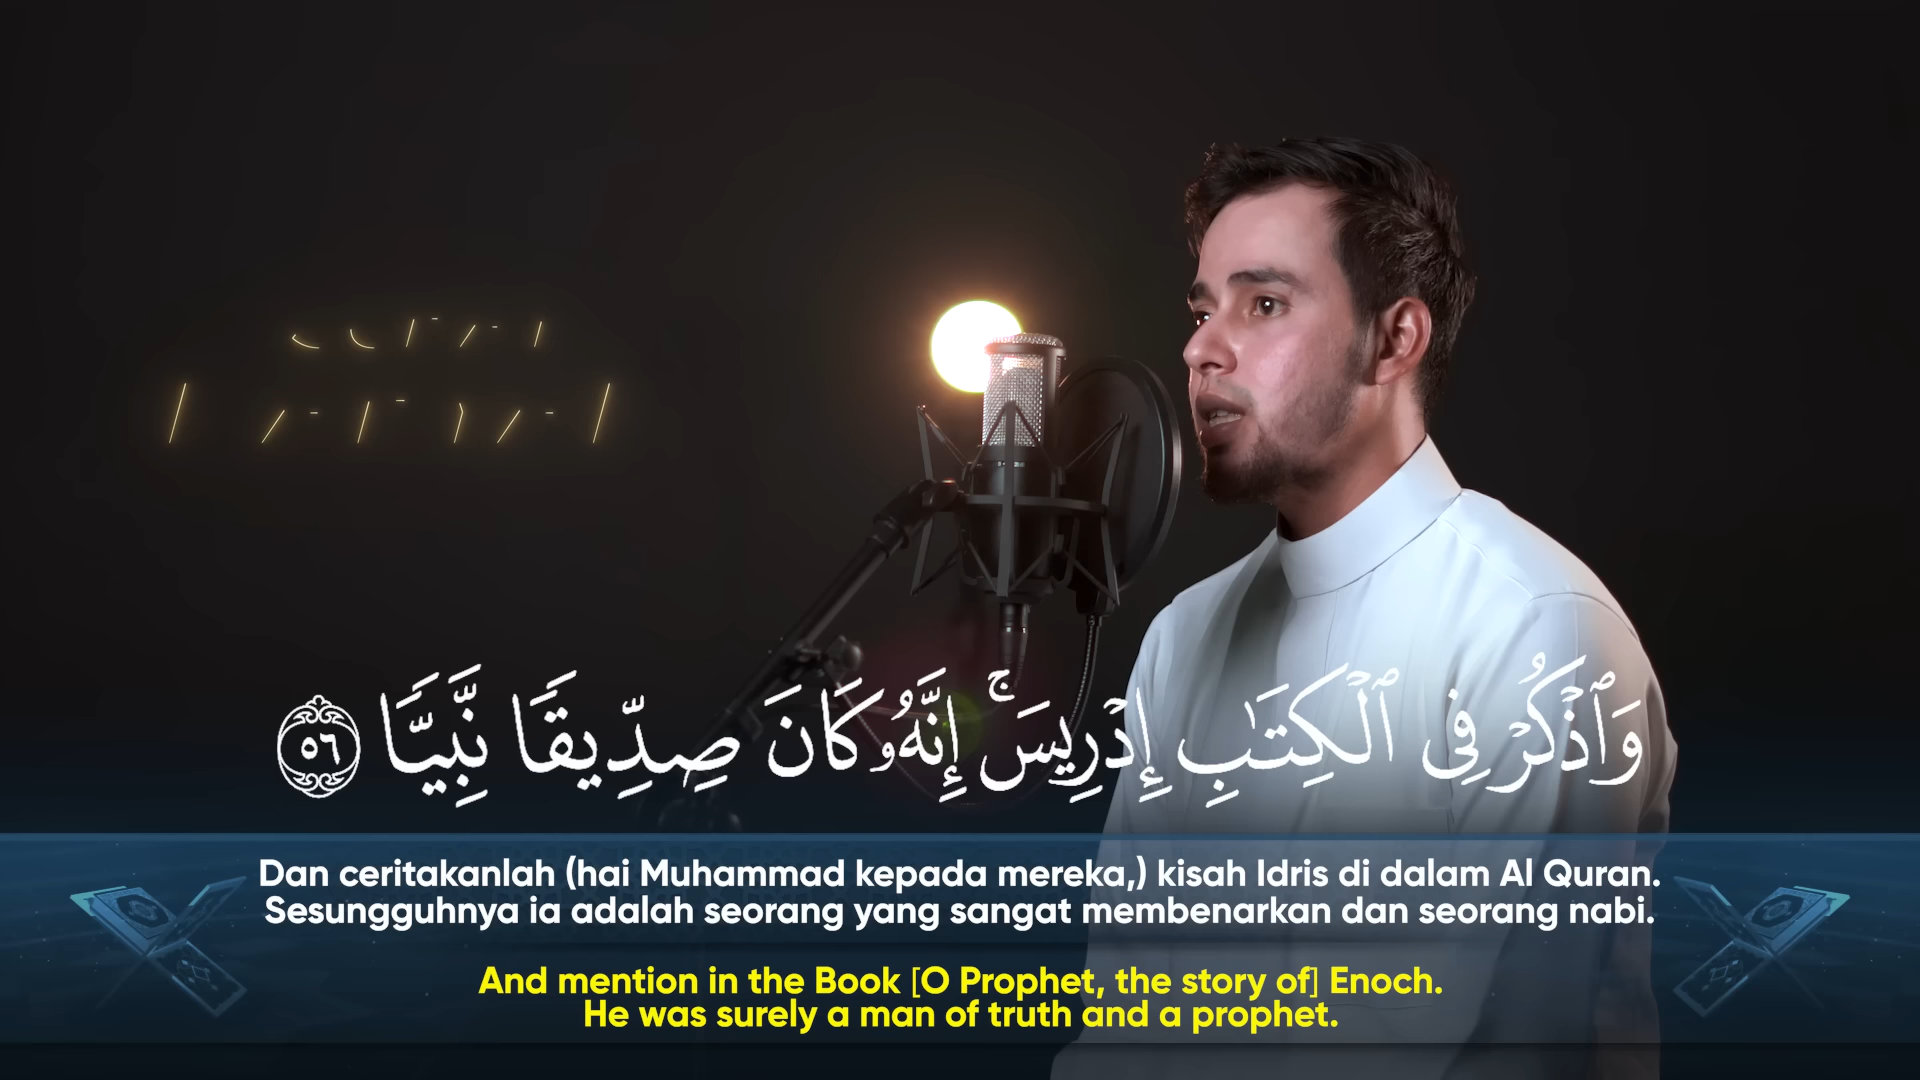 وَٱذْكُرْ فِى ٱلْكِتَـٰبِ إِدْرِيسَ ۚ إِنَّهُۥ كَانَ صِدِّيقًا نَّبِيًّا ٥٦
Dan ceritakanlah (hai Muhammad kepada mereka,) kisah Idris di dalam Al Quran.
Sesungguhnya ia adalah seorang yang sangat membenarkan dan seorang nabi.
And mention in the Book [O Prophet, the story of] Enoch.
He was surely a man of truth and a prophet.